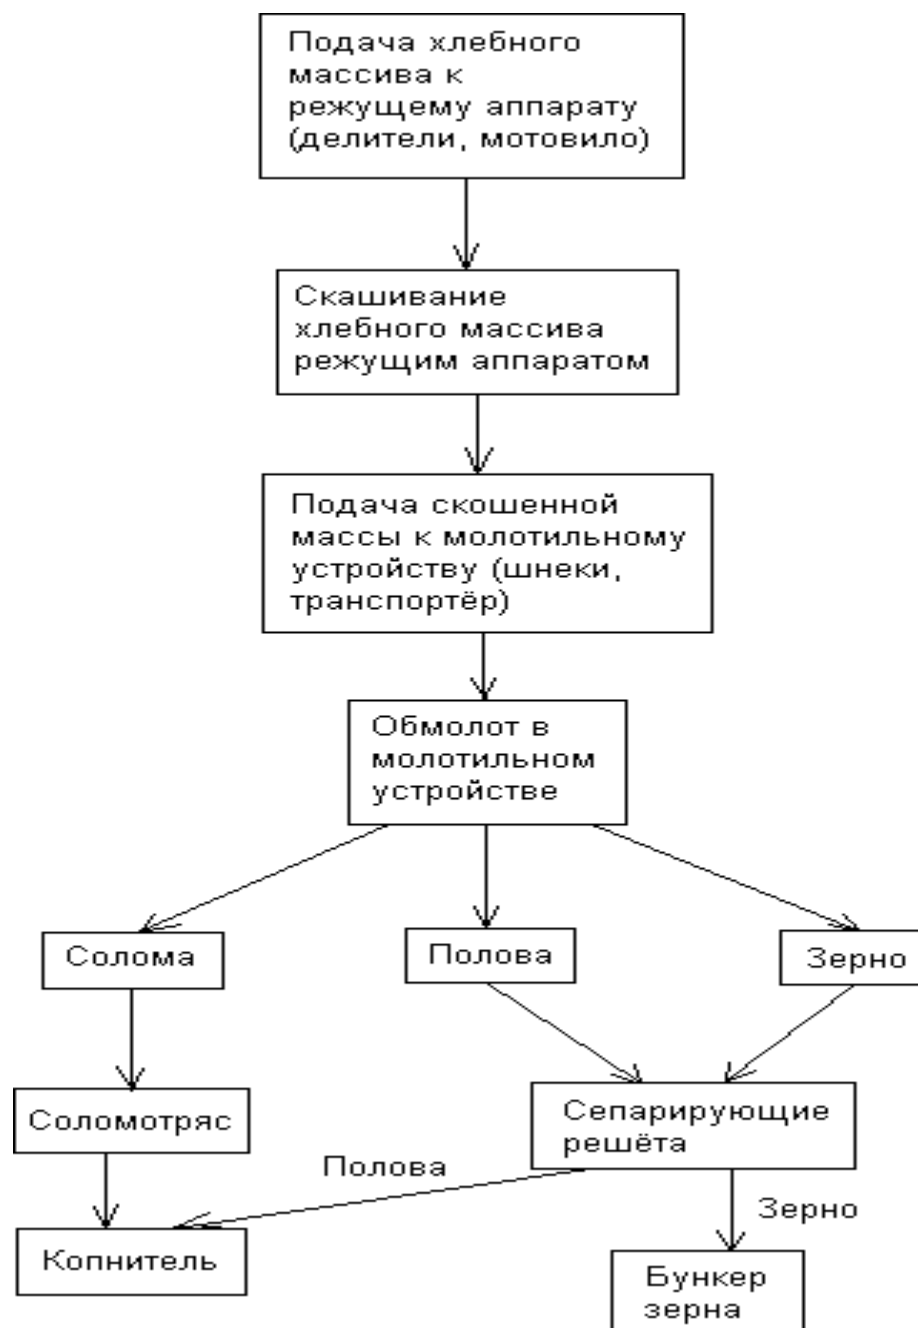 Подача хлебного
массива к
режущему аппарату
(делители, мотовило)
Скашивание
хлебного массива
режущим аппаратом
Подача скошенной
массы к молотильному
устройству (шнеки,
транспортёр)
Обмолот в
молотильном
устройстве
Солома
Полова
Зерно
Соломотряс
Сепарирующие
решёта
Полова
Зерно
Копнитель
Бункер
зерна